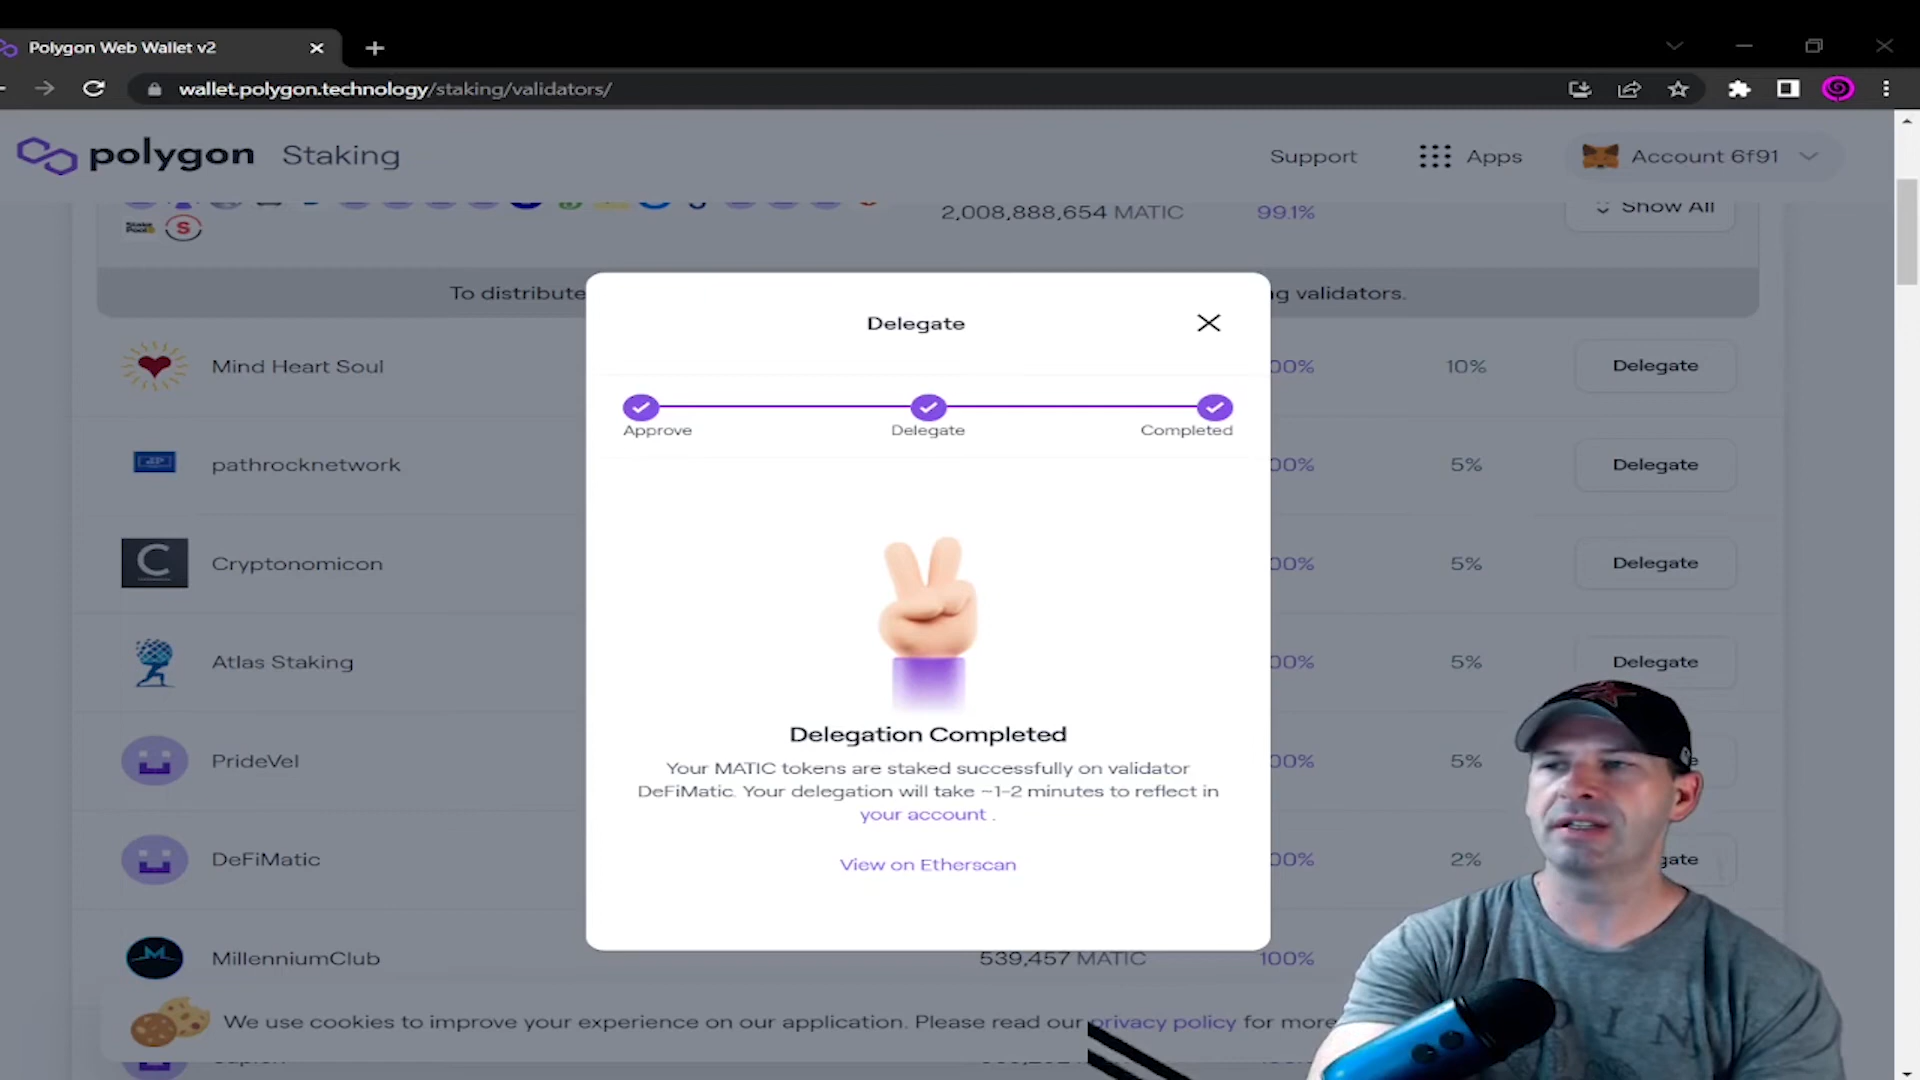 Polygon Web Wallet v2
wallet.polygon.technology/staking/validators/
polygon Staking
Support Apps Account 6f91
2,008,888,654 MATIC 99.1% Show All
S
To distribute g validators.
Delegate
Mind Heart Soul 00% 10% Delegate
Approve Delegate Completed
pathrocknetwork 00% 5% Delegate
C Cryptonomicon 00% 5% Delegate
Atlas Staking 00% 5% Delegate
Delegation Completed
PrideVel 00% 5% e
Your MATIC tokens are staked successfully on validator
DeFiMatic. Your delegation will take ~1-2 minutes to reflect in
your account .
DeFiMatic 00% 2% gate
View on Etherscan
MillenniumClub 539,457 MATIC 100%
We use cookies to improve your experience on our application. Please read our privacy policy for more
OIN